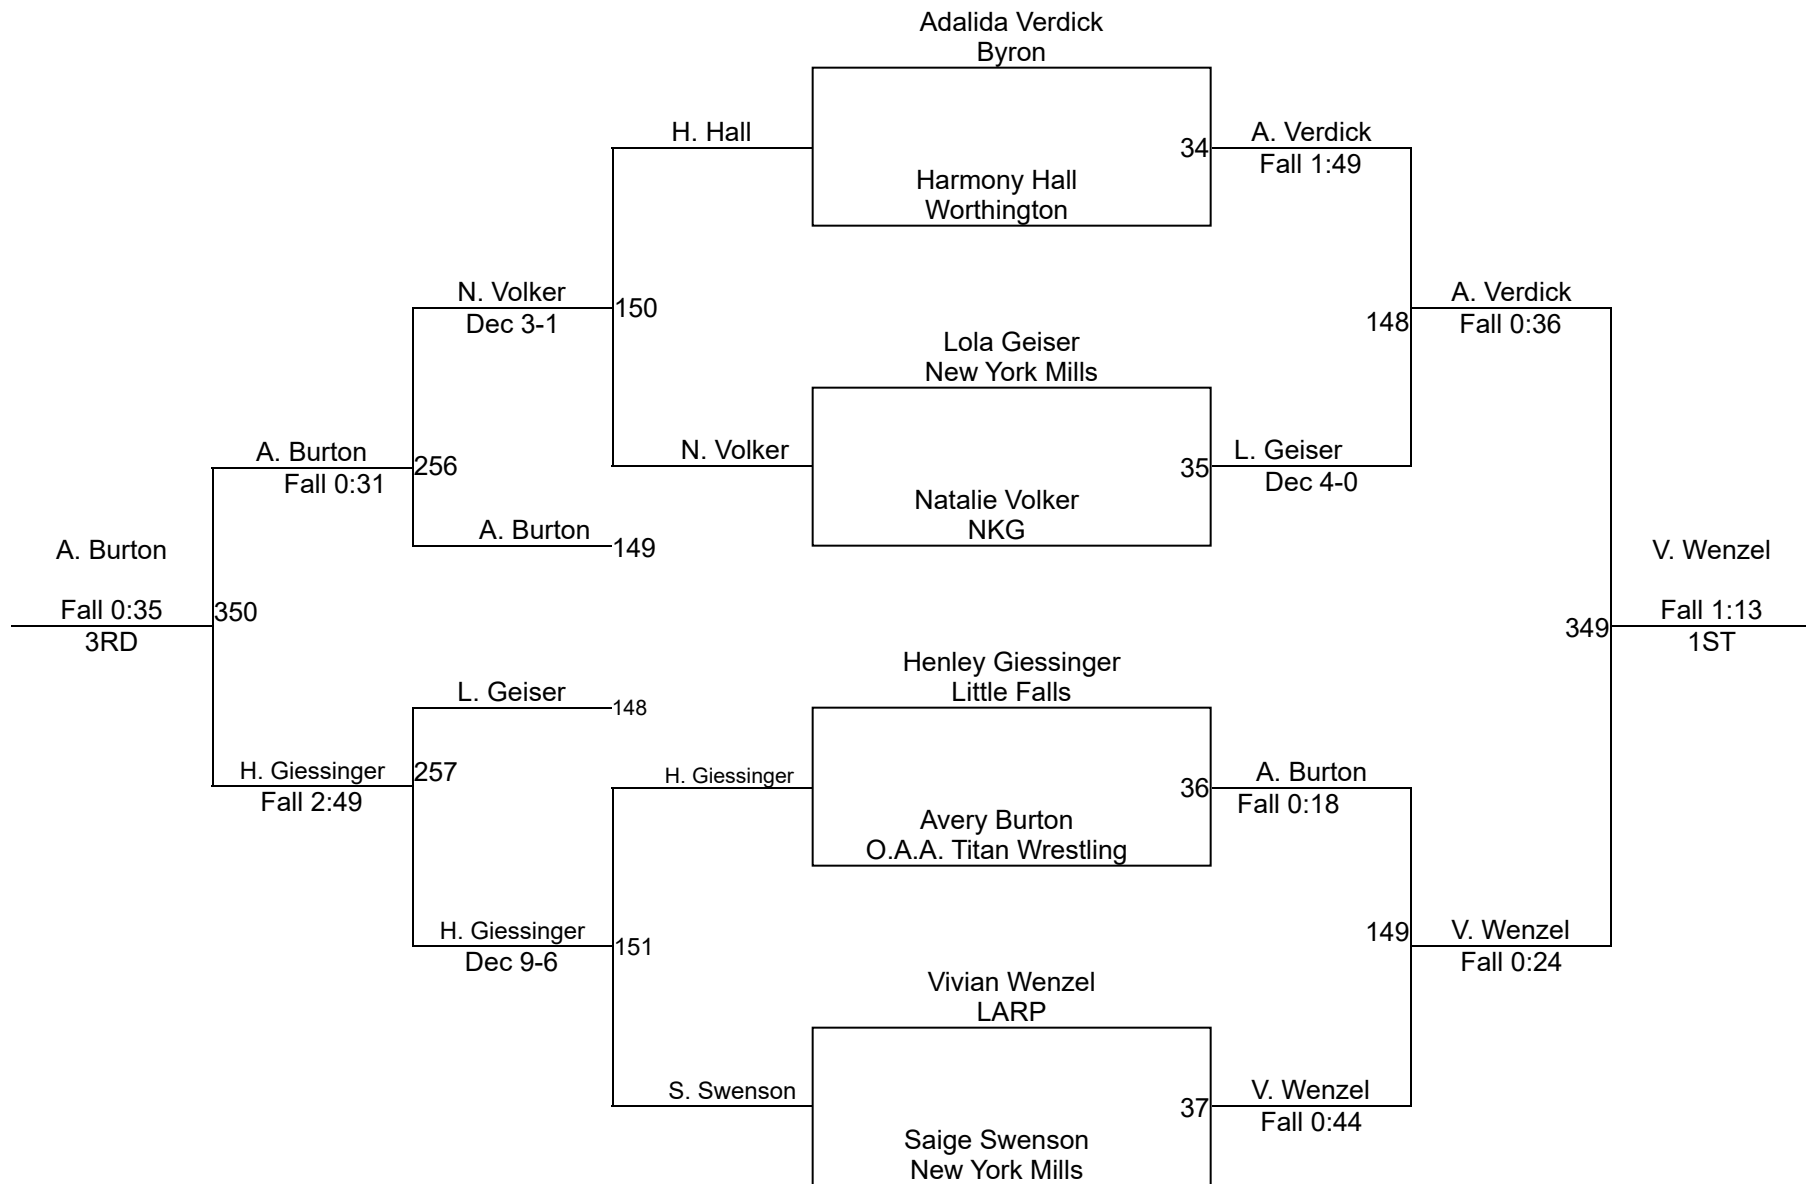 Adalida Verdick
Byron
H. Hall
34
A. Verdick
Fall 1:49
Harmony Hall
Worthington
N. Volker
Dec 3-1
150
A. Verdick
Fall 0:36
148
Lola Geiser
New York Mills
A. Burton
Fall 0:31
256
N. Volker
35
L. Geiser
Dec 4-0
Natalie Volker
NKG
A. Burton
149
A. Burton
Fall 0:35
3RD
350
V. Wenzel
Fall 1:13
1ST
349
Henley Giessinger
Little Falls
L. Geiser
148
H. Giessinger
Fall 2:49
257
H. Giessinger
36
A. Burton
Fall 0:18
Avery Burton
O.A.A. Titan Wrestling
H. Giessinger
Dec 9-6
151
149
V. Wenzel
Fall 0:24
Vivian Wenzel
LARP
S. Swenson
37
V. Wenzel
Fall 0:44
Saige Swenson
New York Mills